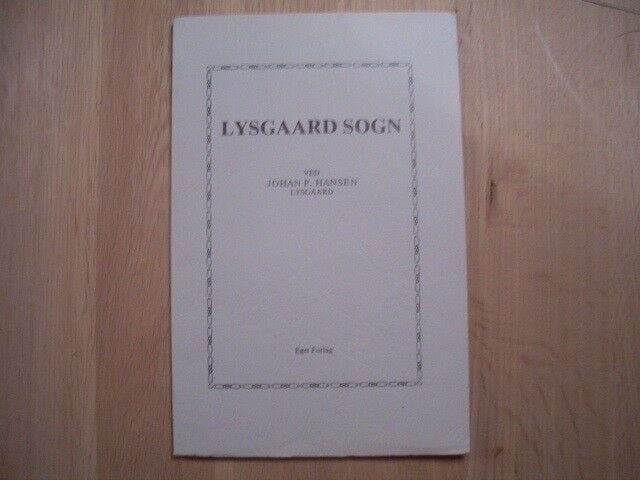 LYSGAARD SOGN
VED
JOHAN P. HANSEN
LYSGAARD
Eget Forlag